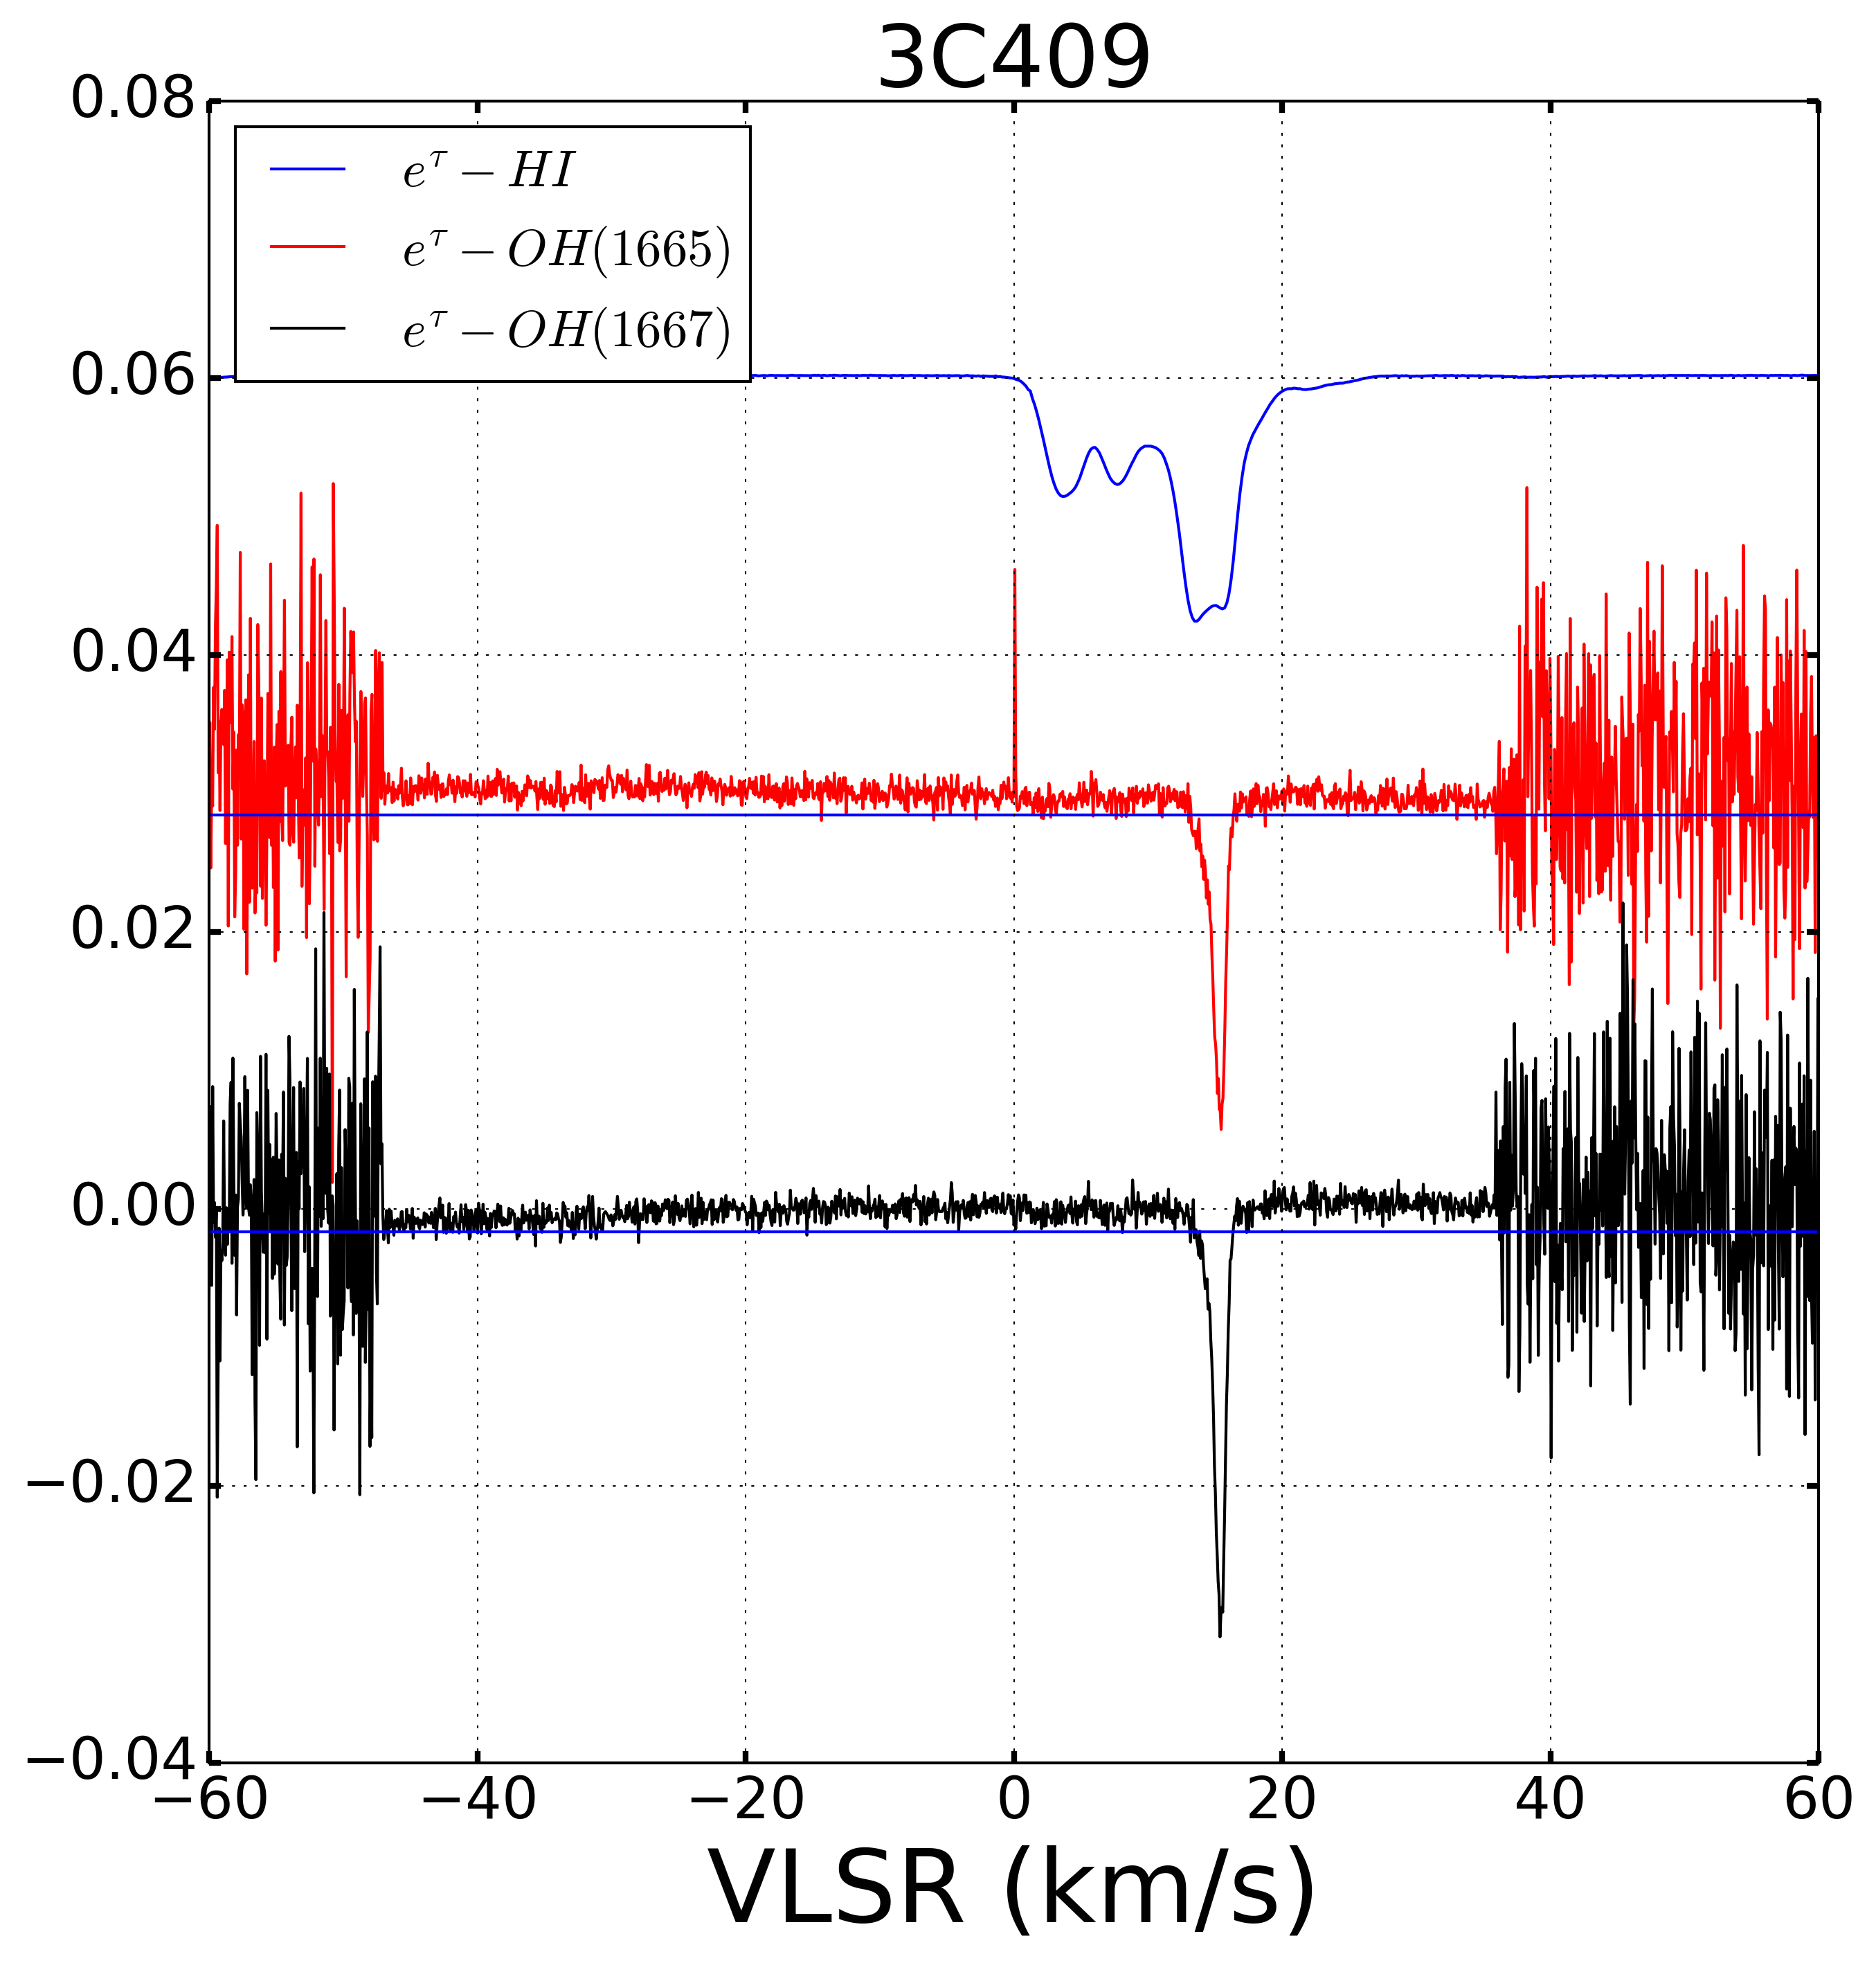 3C409
0.08
0.06
0.04
0.02
0.00
−0.02
−0.04
e^τ − HI
e^τ − OH(1665)
e^τ − OH(1667)
−60 −40 −20 0 20 40 60
VLSR (km/s)